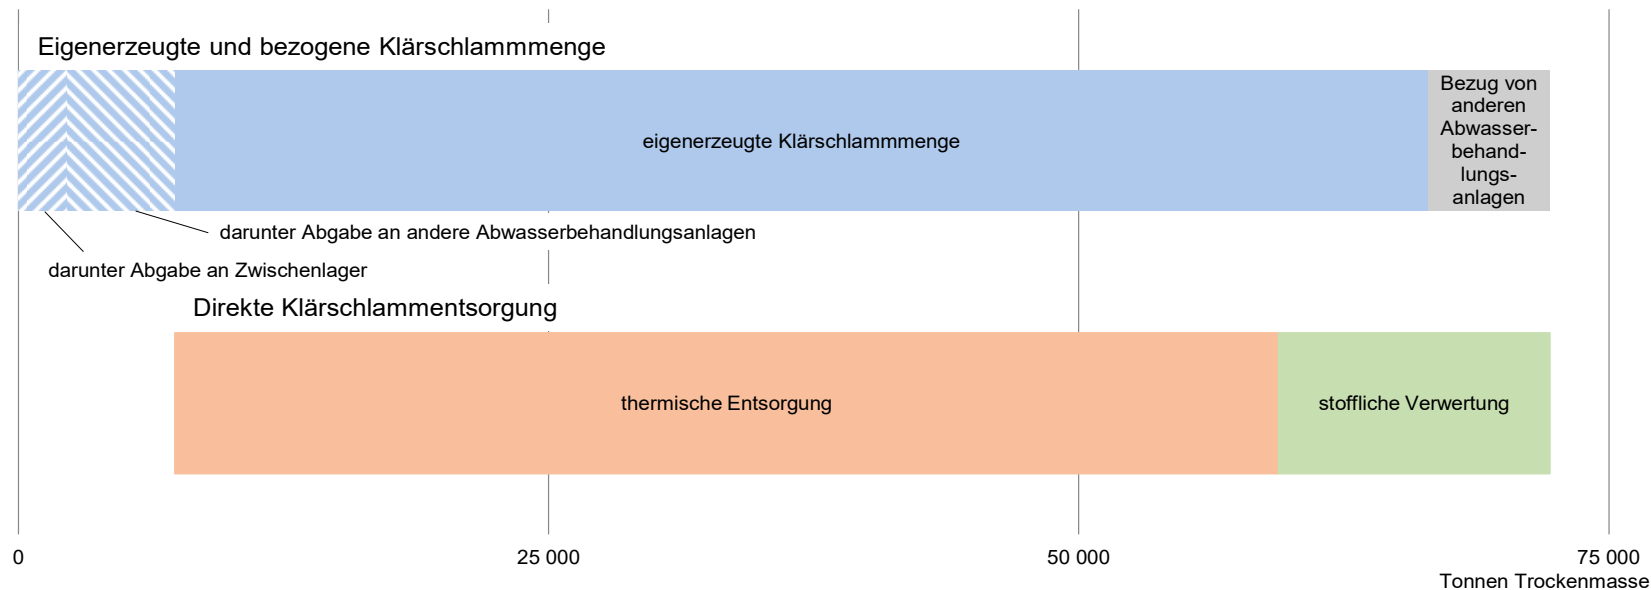 Eigenerzeugte und bezogene Klärschlammmenge
eigenerzeugte Klärschlammmenge
Bezug von
anderen
Abwasser-
behand-
lungs-
anlagen
darunter Abgabe an andere Abwasserbehandlungsanlagen
darunter Abgabe an Zwischenlager
Direkte Klärschlammentsorgung
thermische Entsorgung
stoffliche Verwertung
0
25 000
50 000
75 000
Tonnen Trockenmasse